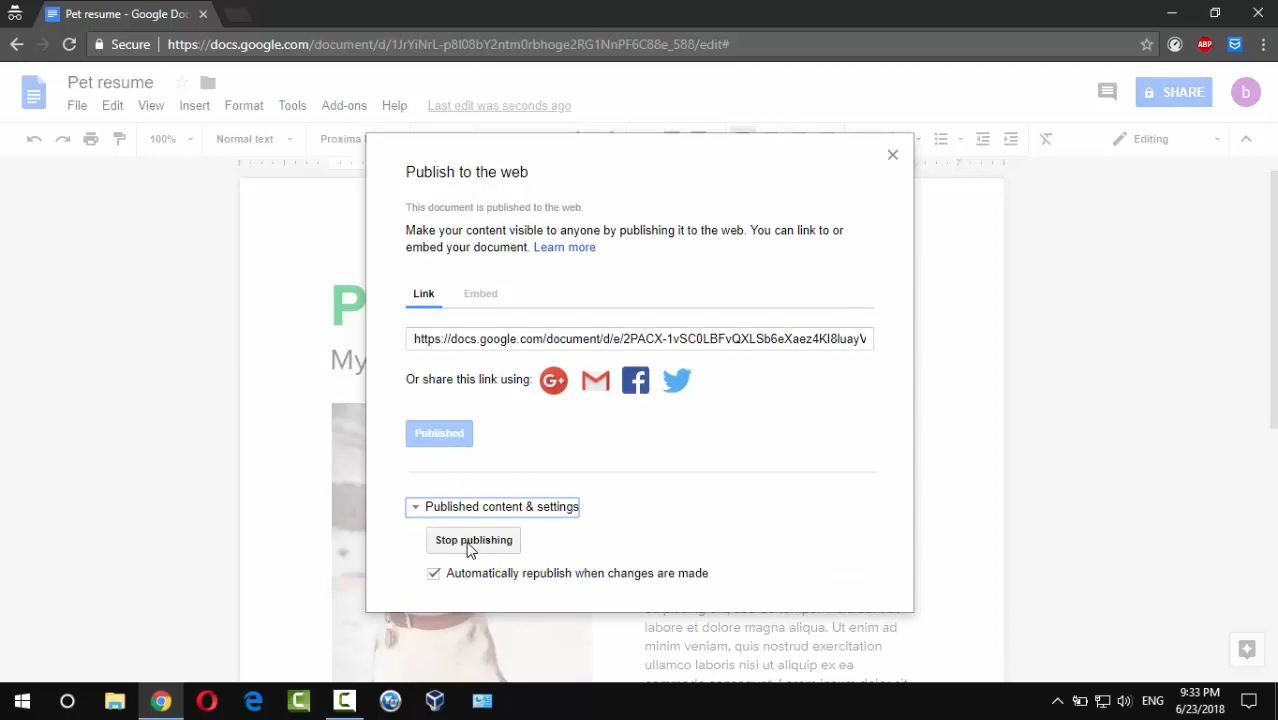 Pet resume - Google Doc
Secure
https://docs.google.com/document/d/1JrYiNrL-p8I08bY2ntm0rbhoge2RG1NnPF6C88e_588/edit#
ABP
Pet resume
File Edit View Insert Format Tools Add-ons Help Last edit was seconds ago
SHARE
b
100% Normal text Proxima Editing
Publish to the web
This document is published to the web.
Make your content visible to anyone by publishing it to the web. You can link to or
embed your document. Learn more
Link Embed
P
https://docs.google.com/document/d/e/2PACX-1vSC0LBFvQXLSb6eXaez4KI8luayV
My
Or share this link using: G+ f
Published
Published content & settings
Stop publishing
Automatically republish when changes are made
labore et dolore magna aliqua. Ut enim ad
minim veniam, quis nostrud exercitation
ullamco laboris nisi ut aliquip ex ea
ENG
9:33 PM
6/23/2018